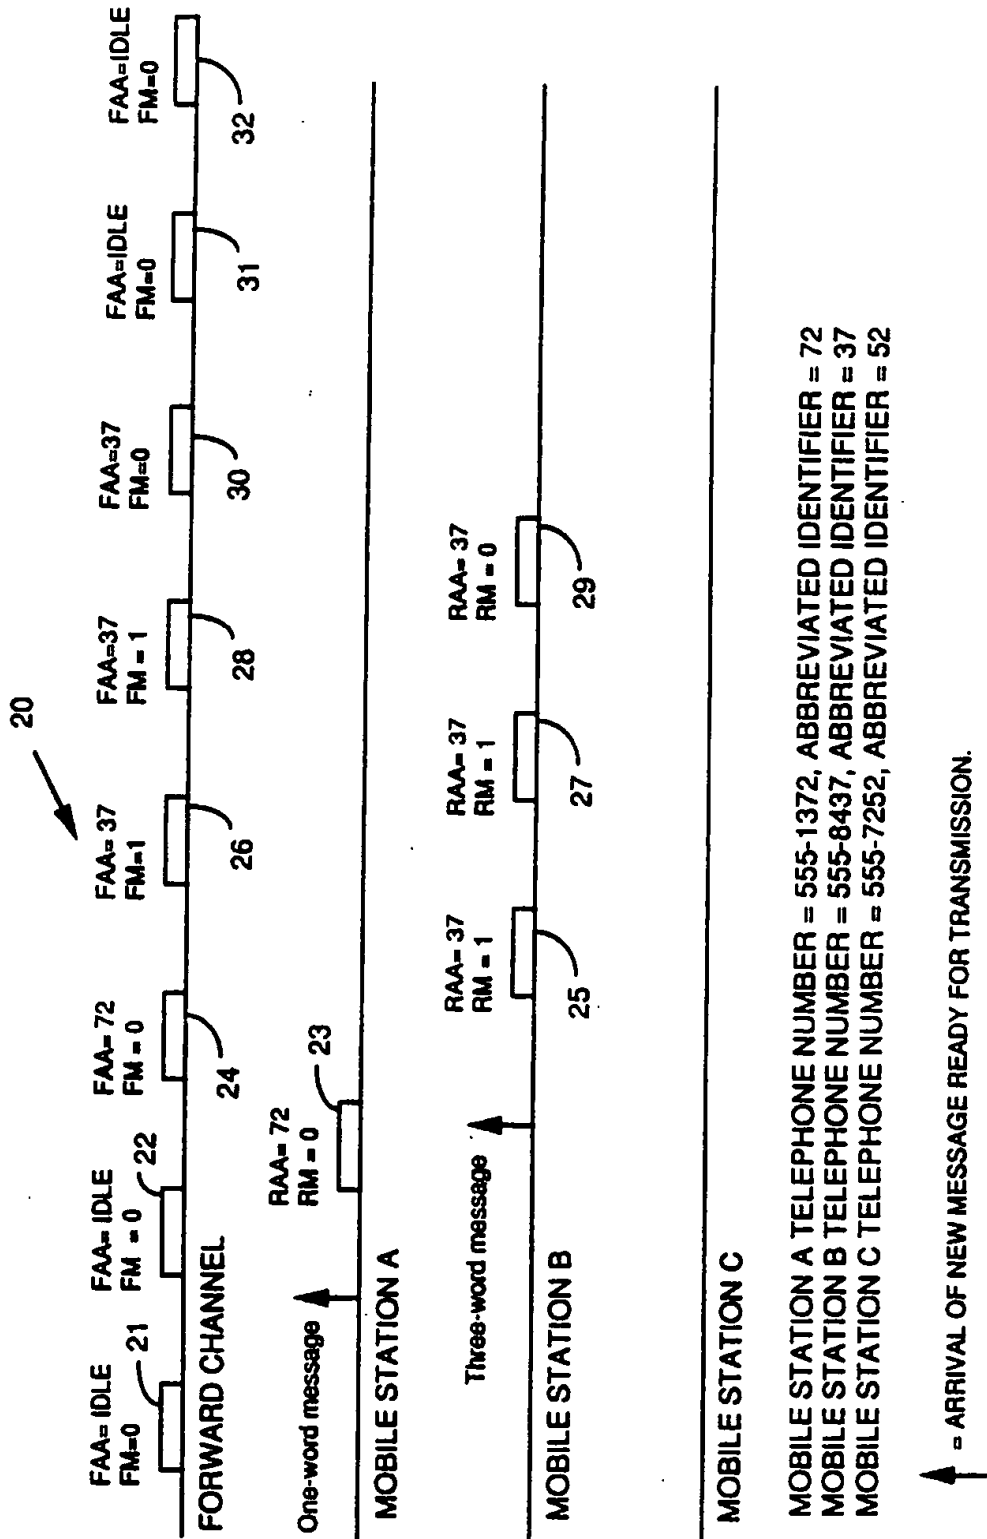 20
FAA= IDLE
FM=0
21
FAA= IDLE
FM = 0
22
FAA= 72
FM = 0
24
FAA= 37
FM=1
26
FAA=37
FM = 1
28
FAA=37
FM=0
30
FAA=IDLE
FM=0
31
FAA=IDLE
FM=0
32
FORWARD CHANNEL
One-word message
RAA= 72
RM = 0
23
MOBILE STATION A
Three-word message
RAA= 37
RM = 1
25
RAA= 37
RM = 1
27
RAA= 37
RM = 0
29
MOBILE STATION B
MOBILE STATION C
MOBILE STATION A TELEPHONE NUMBER = 555-1372, ABBREVIATED IDENTIFIER = 72
MOBILE STATION B TELEPHONE NUMBER = 555-8437, ABBREVIATED IDENTIFIER = 37
MOBILE STATION C TELEPHONE NUMBER = 555-7252, ABBREVIATED IDENTIFIER = 52
= ARRIVAL OF NEW MESSAGE READY FOR TRANSMISSION.